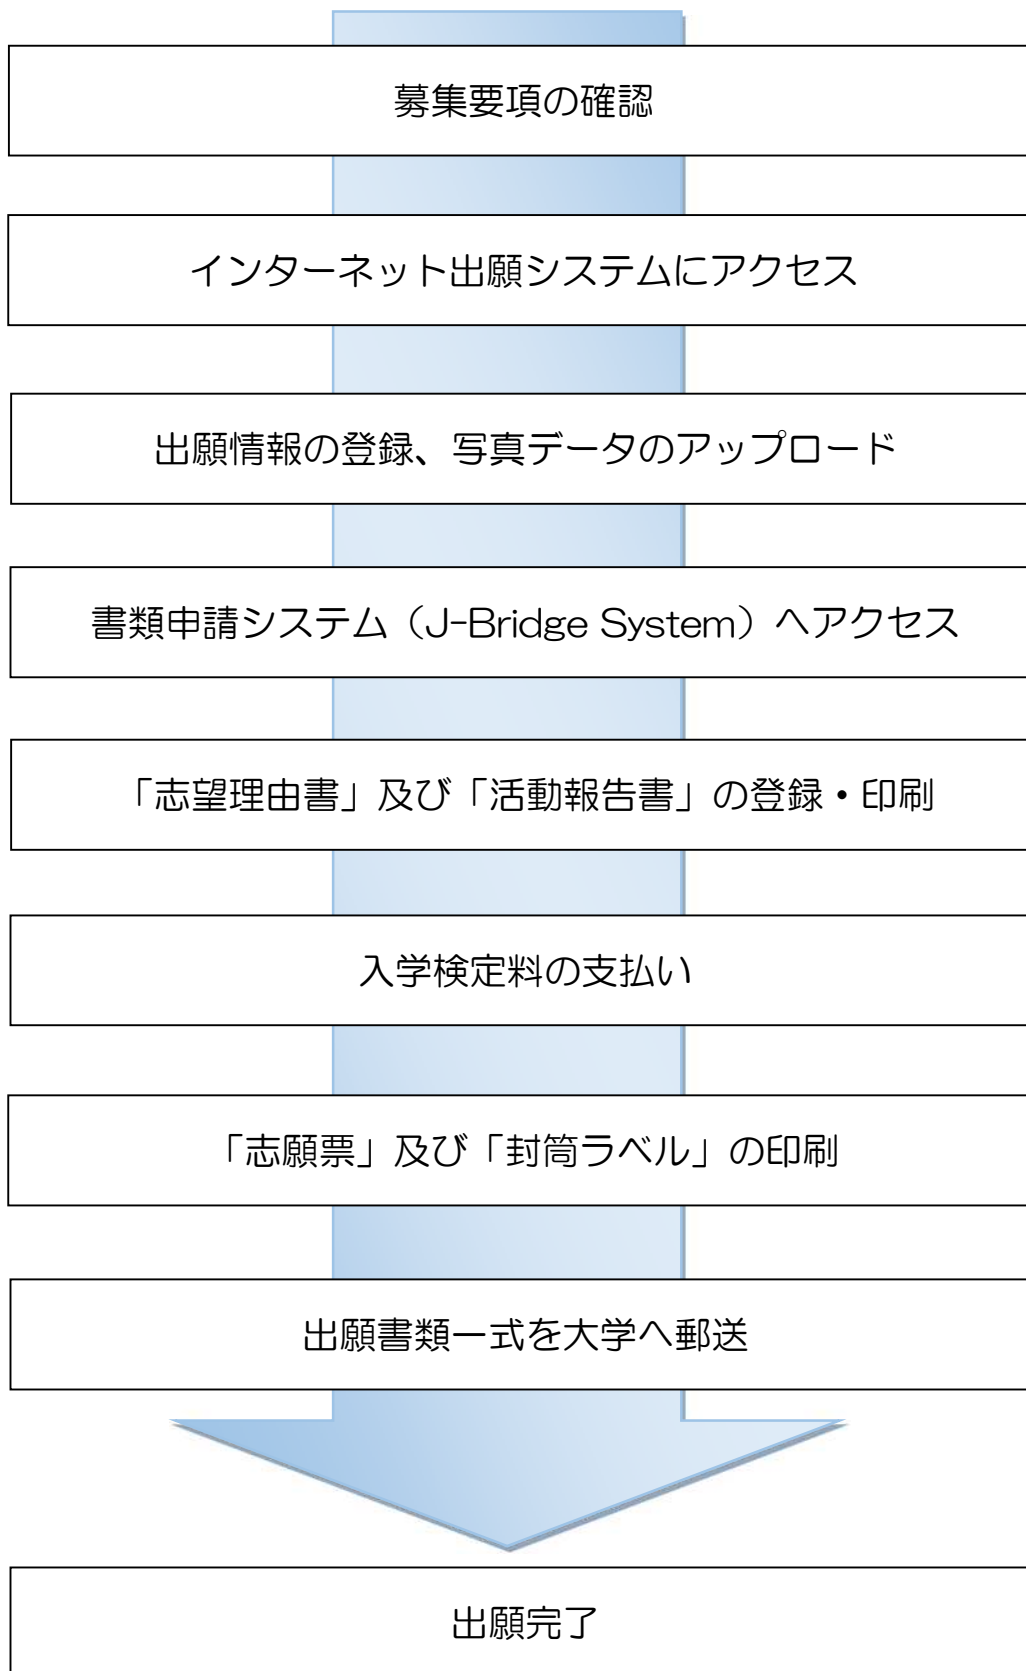 募集要項の確認
インターネット出願システムにアクセス
出願情報の登録、写真データのアップロード
書類申請システム（J-Bridge System）へアクセス
「志望理由書」及び「活動報告書」の登録・印刷
入学検定料の支払い
「志願票」及び「封筒ラベル」の印刷
出願書類一式を大学へ郵送
出願完了